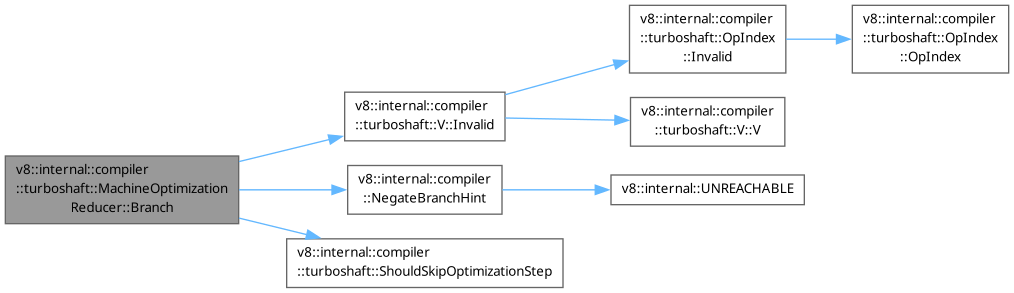 v8::internal::compiler
::turboshaft::MachineOptimization
Reducer::Branch
v8::internal::compiler
::turboshaft::V::Invalid
v8::internal::compiler
::turboshaft::OpIndex
::Invalid
v8::internal::compiler
::turboshaft::OpIndex
::OpIndex
v8::internal::compiler
::turboshaft::V::V
v8::internal::compiler
::NegateBranchHint
v8::internal::UNREACHABLE
v8::internal::compiler
::turboshaft::ShouldSkipOptimizationStep